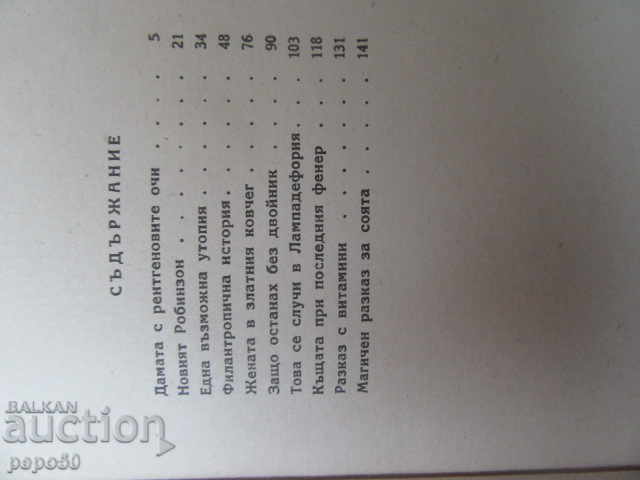 СЪДЪРЖАНИЕ
Дамата с рентгеновите очи . . . . 5
Новият Робинзон . . . . . . . . 21
Една възможна утопия . . . . . . 34
Филантропична история . . . . . . 48
Жената в златния ковчег . . . . . 76
Защо останах без двойник . . . . 90
Това се случи в Лампадефория . . . 103
Къщата при последния фенер . . . 118
Разказ с витамини . . . . . . . 131
Магичен разказ за соята . . . . . 141
BALKAN
auction
papo50